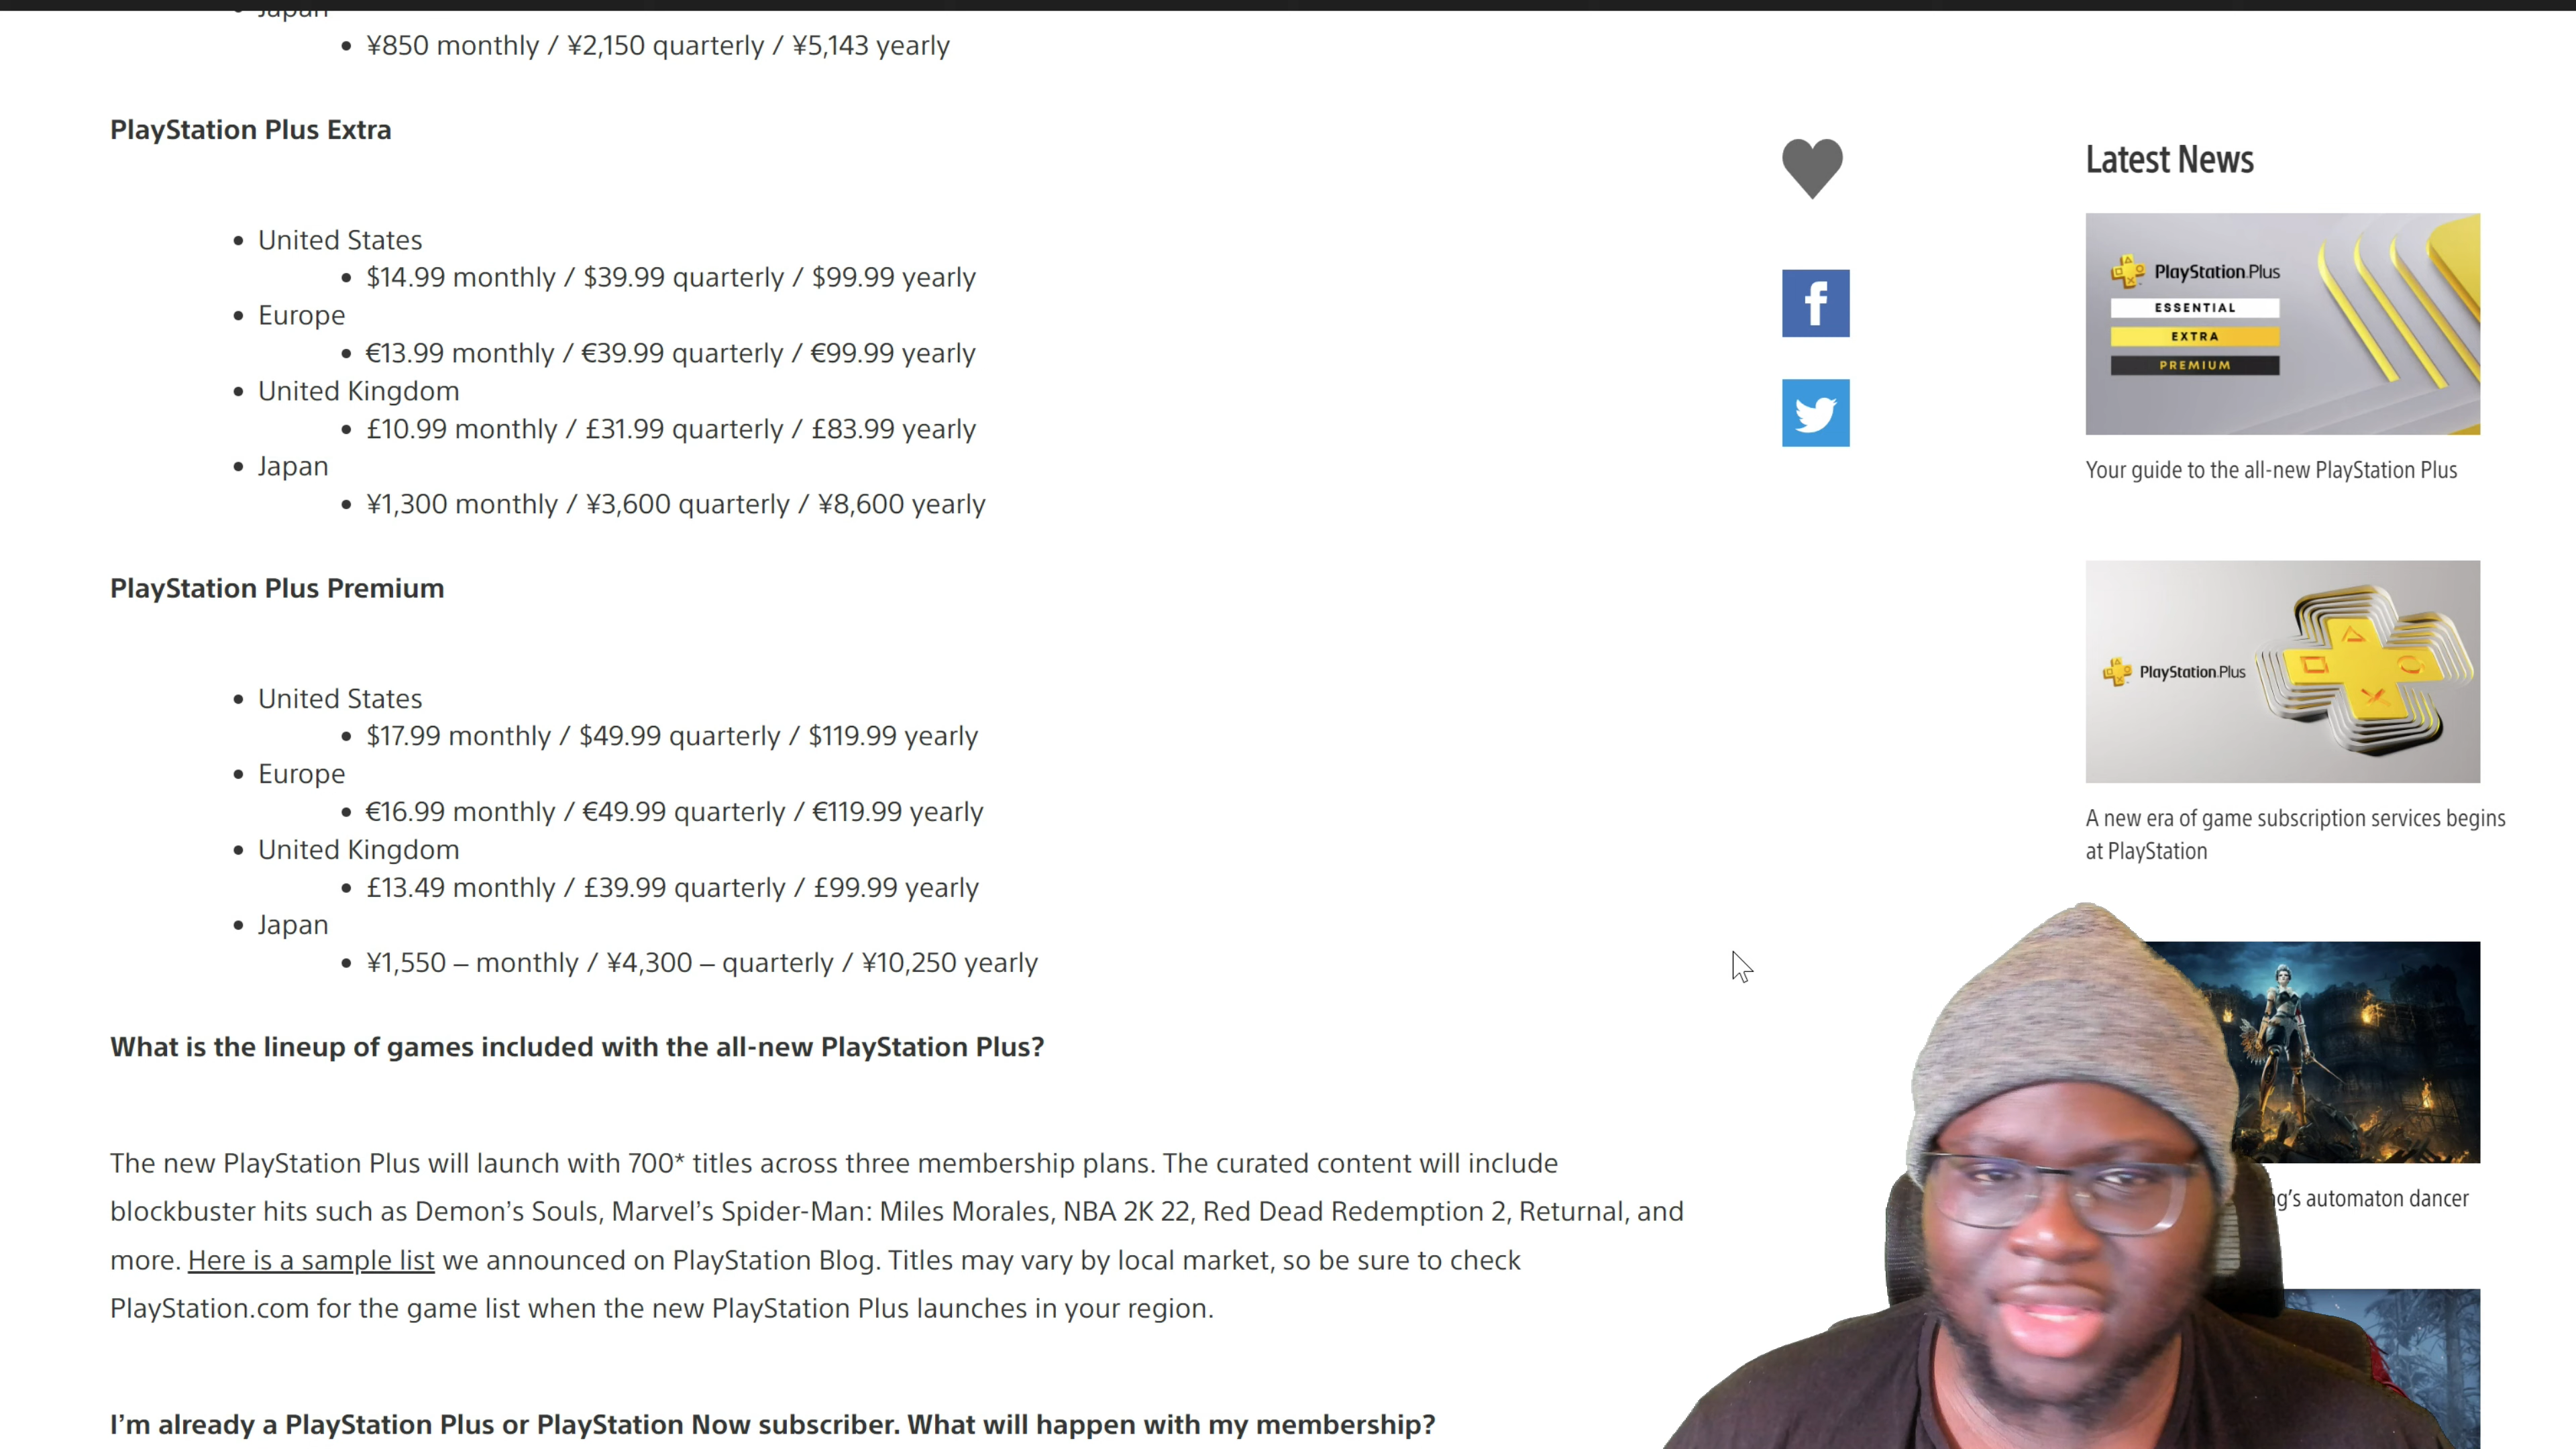 Japan
¥850 monthly / ¥2,150 quarterly / ¥5,143 yearly
PlayStation Plus Extra
United States
$14.99 monthly / $39.99 quarterly / $99.99 yearly
Europe
€13.99 monthly / €39.99 quarterly / €99.99 yearly
United Kingdom
£10.99 monthly / £31.99 quarterly / £83.99 yearly
Japan
¥1,300 monthly / ¥3,600 quarterly / ¥8,600 yearly
PlayStation Plus Premium
United States
$17.99 monthly / $49.99 quarterly / $119.99 yearly
Europe
€16.99 monthly / €49.99 quarterly / €119.99 yearly
United Kingdom
£13.49 monthly / £39.99 quarterly / £99.99 yearly
Japan
¥1,550 – monthly / ¥4,300 – quarterly / ¥10,250 yearly
What is the lineup of games included with the all-new PlayStation Plus?
The new PlayStation Plus will launch with 700* titles across three membership plans. The curated content will include
blockbuster hits such as Demon’s Souls, Marvel’s Spider-Man: Miles Morales, NBA 2K 22, Red Dead Redemption 2, Returnal, and
more. Here is a sample list we announced on PlayStation Blog. Titles may vary by local market, so be sure to check
PlayStation.com for the game list when the new PlayStation Plus launches in your region.
I’m already a PlayStation Plus or PlayStation Now subscriber. What will happen with my membership?
Latest News
PlayStation.Plus
ESSENTIAL
EXTRA
PREMIUM
Your guide to the all-new PlayStation Plus
PlayStation.Plus
A new era of game subscription services begins
at PlayStation
g’s automaton dancer